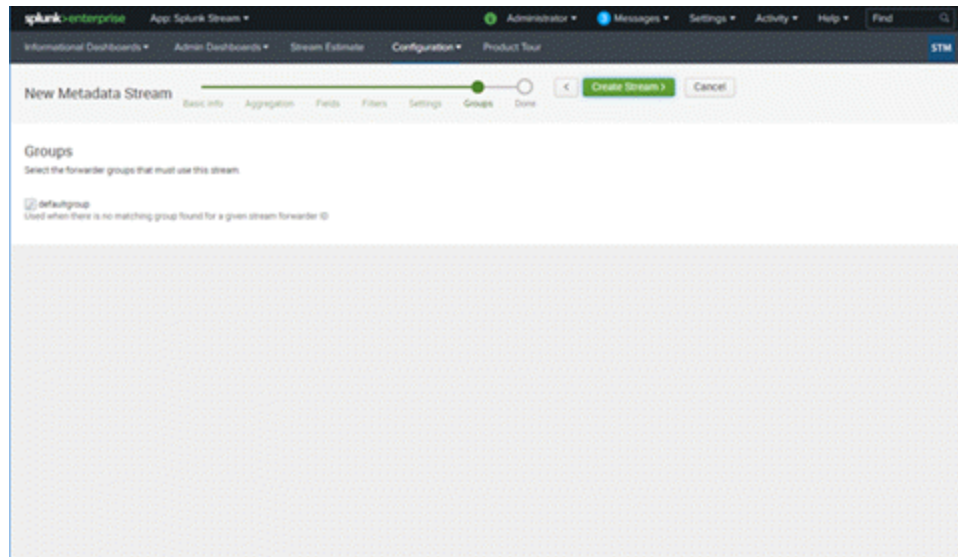 splunk>enterprise App: Splunk Stream Administrator 3 Messages Settings Activity Help Find
Informational Dashboards Admin Dashboards Stream Estimate Configuration Product Tour STM
New Metadata Stream
Basic info Aggregation Fields Filters Settings Groups Done
< Create Stream > Cancel
Groups
Select the forwarder groups that must use this stream
defaultgroup
Used when there is no matching group found for a given stream forwarder ID